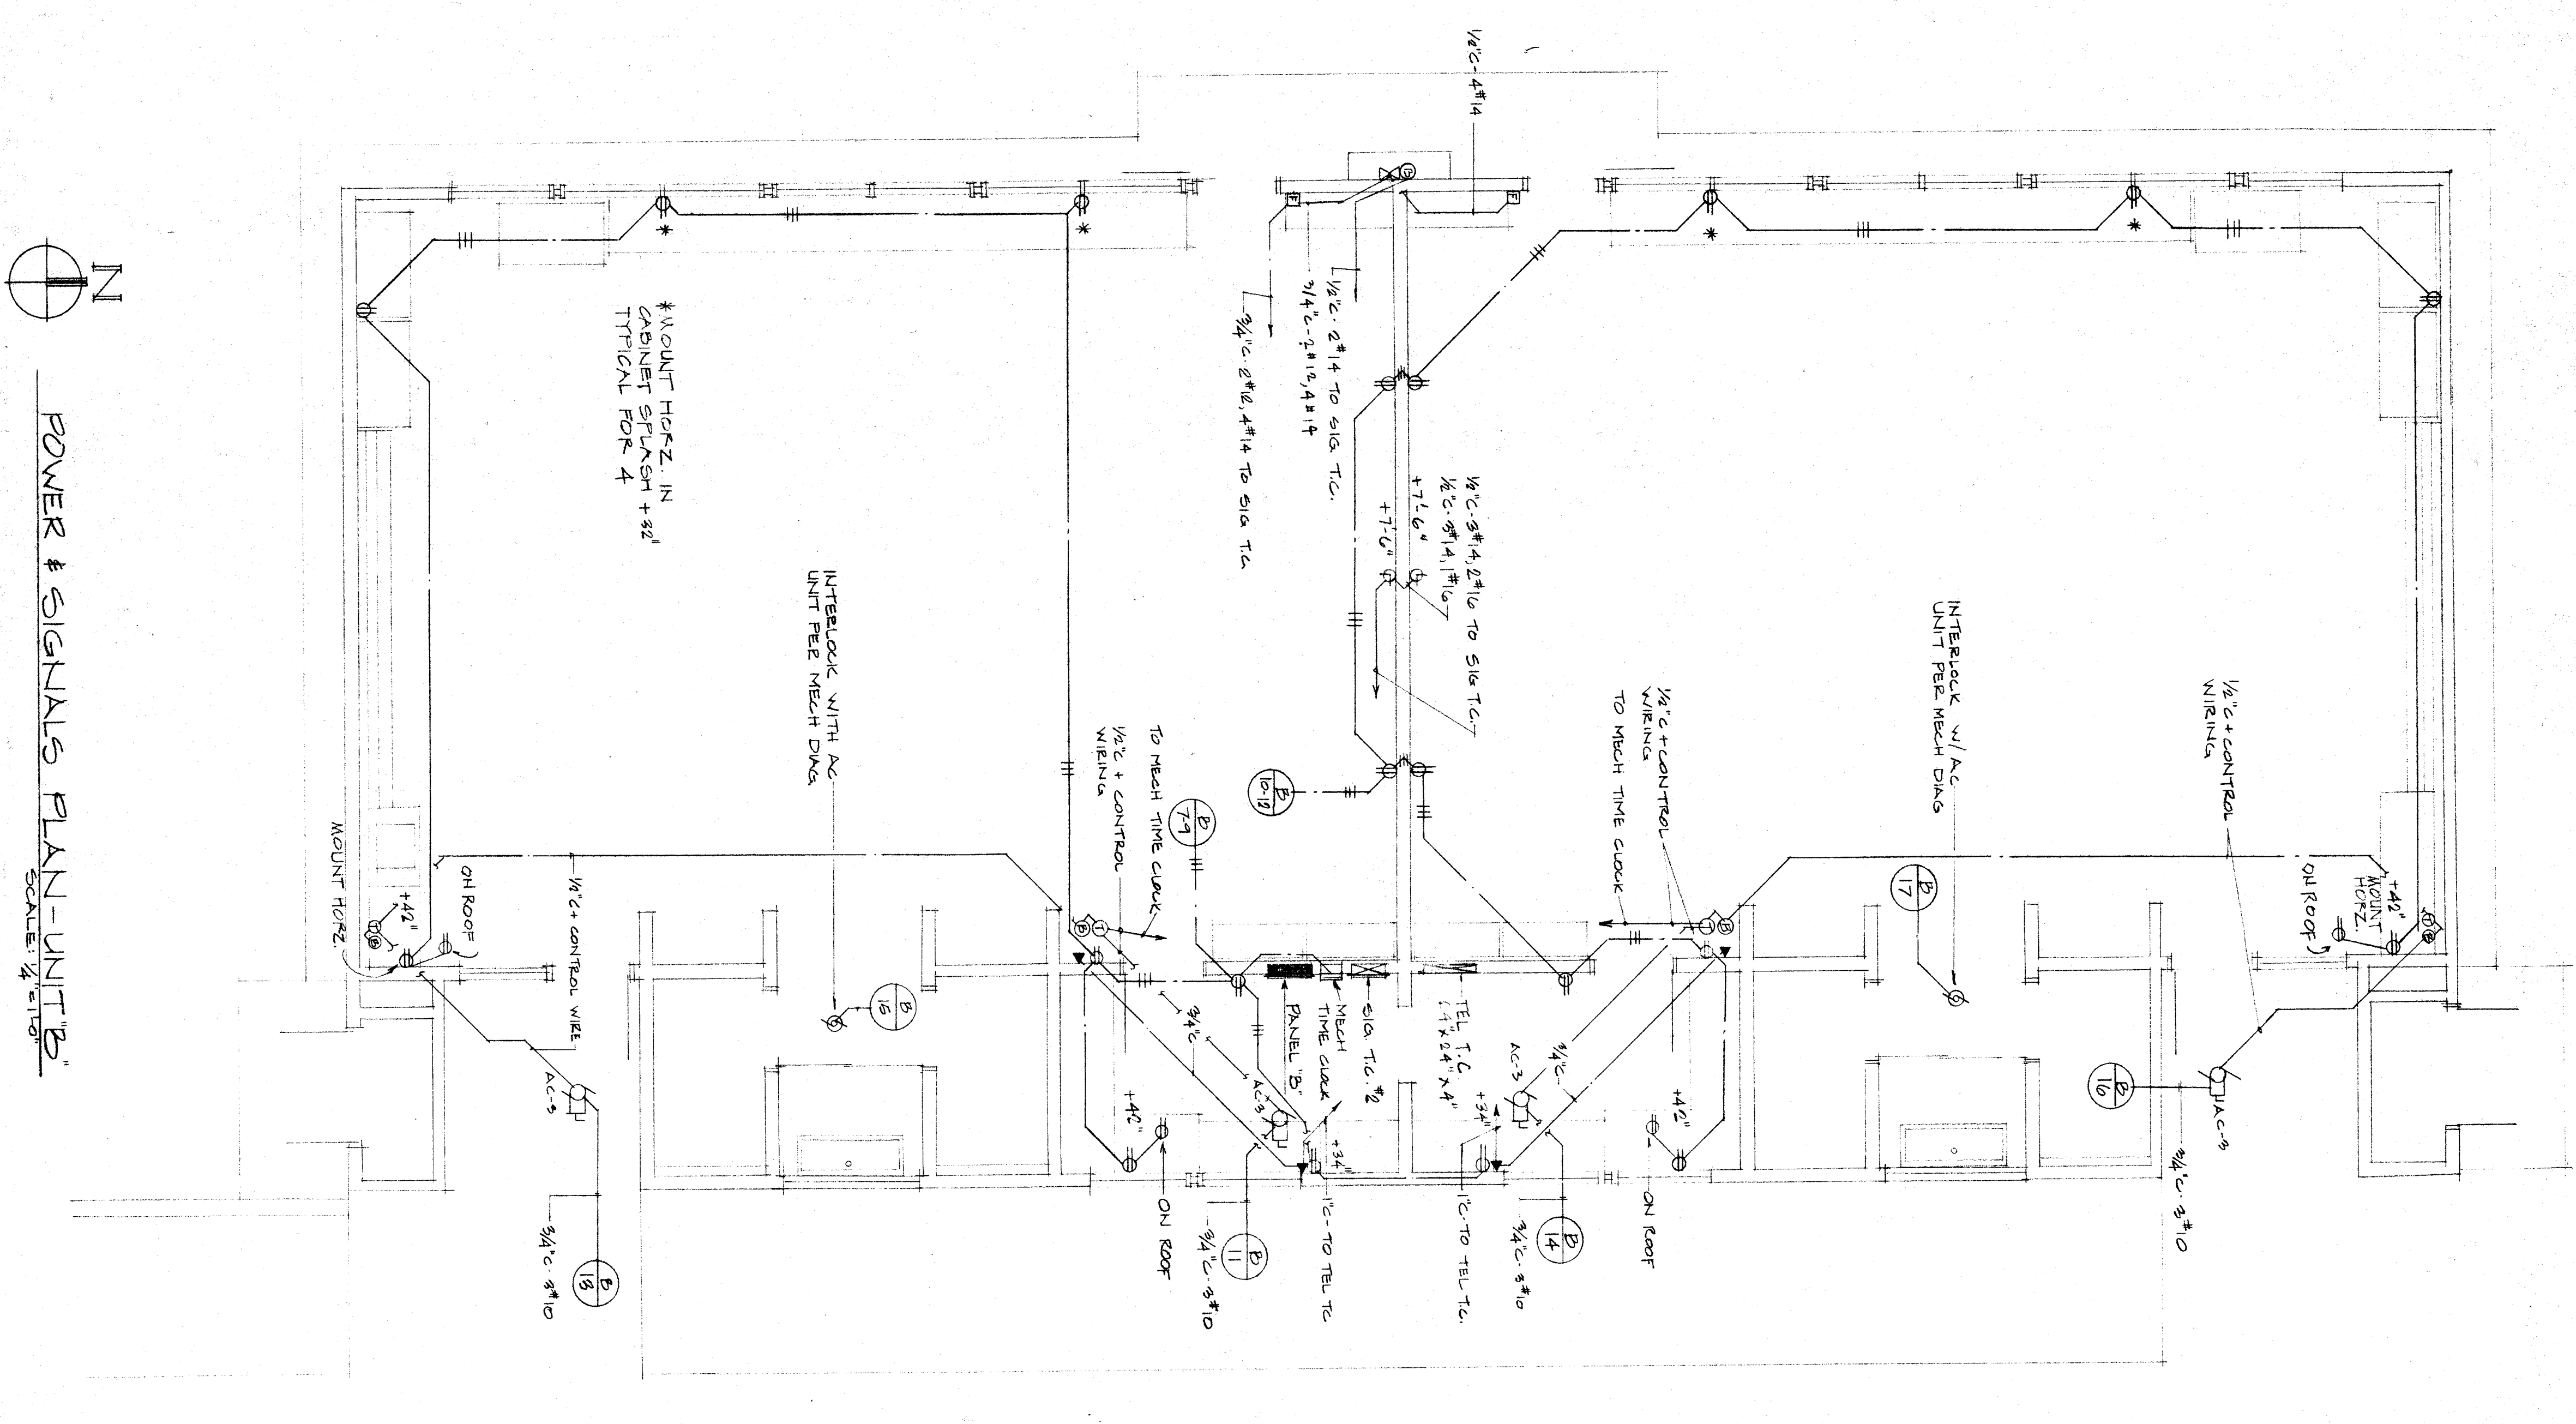 POWER & SIGNALS PLAN-UNIT "B"
SCALE: 1/4"=1'-0"
N
1/2"C-4#14
1/2"C-2#14 TO SIG T.C.
3/4"C-2#12,4#14
3/4"C-2#12,4#14 TO SIG T.C.
*MOUNT HORZ. IN
CABINET SPLASH +32"
TYPICAL FOR 4
*
*
*
*
F
F
1/2"C-3#14,2#16 TO SIG T.C.
1/2"C-3#14,1#16
+7'-6"
+7'-6"
INTERLOCK WITH AC
UNIT PER MECH DIAG
INTERLOCK W/AC
UNIT PER MECH DIAG
TO MECH TIME CLOCK
1/2"C + CONTROL
WIRING
1/2"C+CONTROL
WIRING
TO MECH TIME CLOCK
1/2"C+CONTROL
WIRING
B
7-9
B
10-12
B
17
B
15
B
16
B
13
B
11
B
14
MOUNT HORZ.
+42"
ON ROOF
1/2"C+CONTROL WIRE
T
B
T
B
T
B
T
B
+42"
MOUNT
HORZ.
ON ROOF
PANEL "B"
MECH
TIME CLOCK
SIG. T.C. #2
TEL T.C.
3/4"C
3/4"C.
AC-3
AC-3
AC-3
AC-3
+42"
+42"
+34"
+34"
ON ROOF
ON ROOF
3/4"C-3#10
3/4"C-3#10
3/4"C-3#10
3/4"C-3#10
1"C-TO TEL TC
1"C-TO TEL T.C.